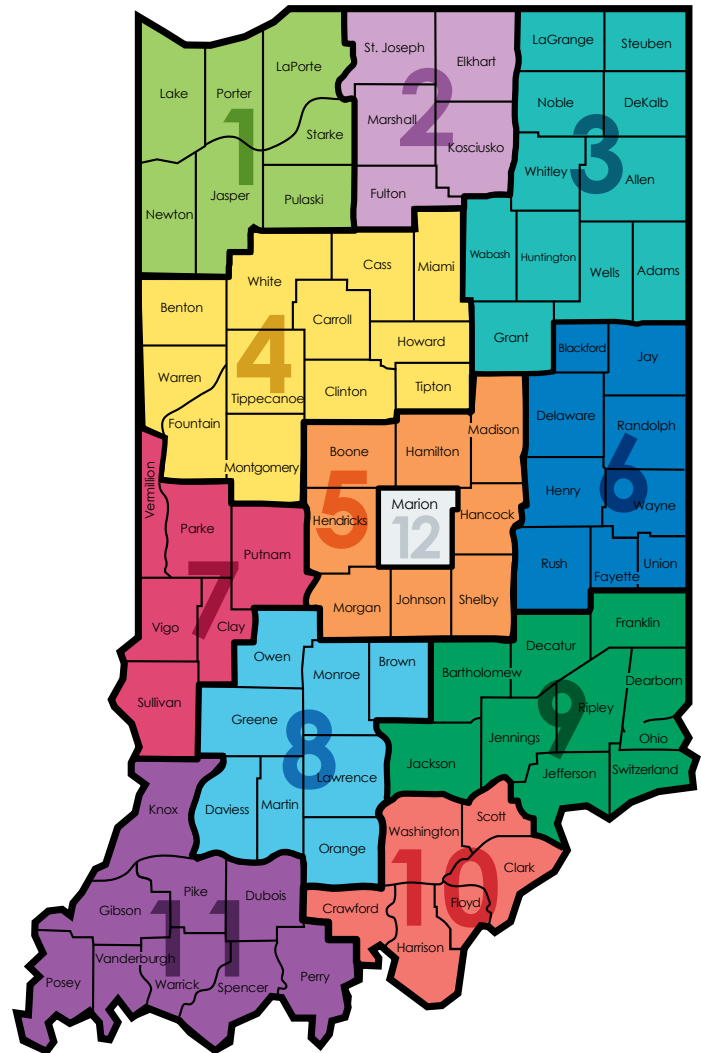 LaGrange
Steuben
St. Joseph
Elkhart
LaPorte
Lake
Porter
Noble
DeKalb
2
Marshall
1
Starke
Kosciusko
3
Whitley
Allen
Jasper
Pulaski
Fulton
Newton
Wabash
Huntington
Wells
Adams
White
Cass
Miami
Benton
Carroll
Howard
Grant
Blackford
Jay
4
Warren
Tippecanoe
Clinton
Tipton
Fountain
Delaware
Randolph
Madison
Boone
Hamilton
Montgomery
Vermillion
6
Henry
Wayne
5
Marion
12
Hendricks
Hancock
Parke
Putnam
Rush
Fayette
Union
7
Vigo
Clay
Morgan
Johnson
Shelby
Franklin
Decatur
Owen
Monroe
Brown
Bartholomew
Dearborn
Sullivan
Greene
9
Ripley
Jennings
Ohio
8
Jackson
Jefferson
Switzerland
Lawrence
Knox
Daviess
Martin
Washington
Scott
Orange
Clark
10
Pike
Dubois
Gibson
Crawford
Floyd
11
Harrison
Vanderburgh
Posey
Warrick
Spencer
Perry